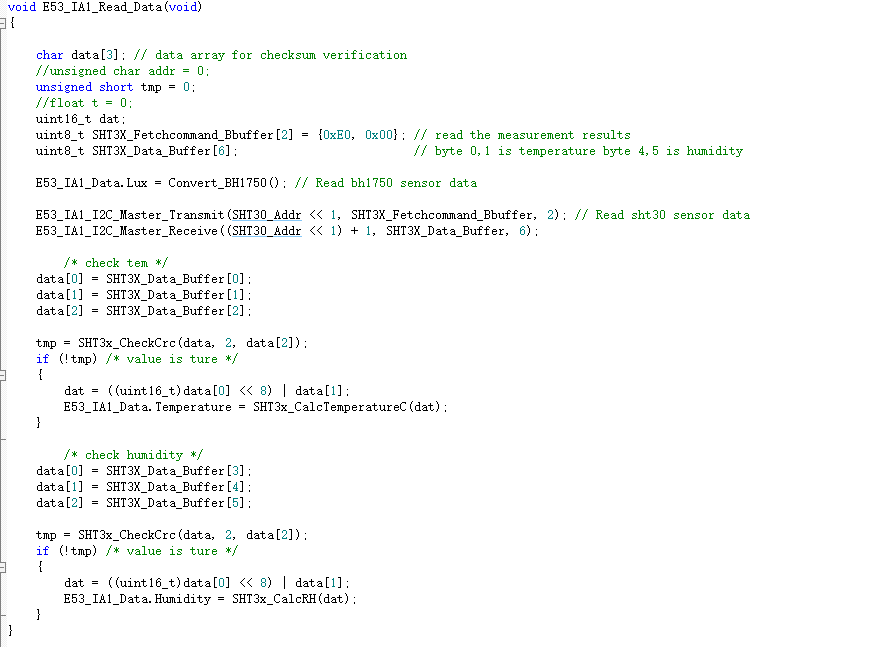 void E53_IA1_Read_Data(void)
{
char data[3]; // data array for checksum verification
//unsigned char addr = 0;
unsigned short tmp = 0;
//float t = 0;
uint16_t dat;
uint8_t SHT3X_Fetchcommand_Bbuffer[2] = {0xE0, 0x00}; // read the measurement results
uint8_t SHT3X_Data_Buffer[6]; // byte 0,1 is temperature byte 4,5 is humidity
E53_IA1_Data.Lux = Convert_BH1750(); // Read bh1750 sensor data
E53_IA1_I2C_Master_Transmit(SHT30_Addr << 1, SHT3X_Fetchcommand_Bbuffer, 2); // Read sht30 sensor data
E53_IA1_I2C_Master_Receive((SHT30_Addr << 1) + 1, SHT3X_Data_Buffer, 6);
/* check tem */
data[0] = SHT3X_Data_Buffer[0];
data[1] = SHT3X_Data_Buffer[1];
data[2] = SHT3X_Data_Buffer[2];
tmp = SHT3x_CheckCrc(data, 2, data[2]);
if (!tmp) /* value is ture */
{
dat = ((uint16_t)data[0] << 8) | data[1];
E53_IA1_Data.Temperature = SHT3x_CalcTemperatureC(dat);
}
/* check humidity */
data[0] = SHT3X_Data_Buffer[3];
data[1] = SHT3X_Data_Buffer[4];
data[2] = SHT3X_Data_Buffer[5];
tmp = SHT3x_CheckCrc(data, 2, data[2]);
if (!tmp) /* value is ture */
{
dat = ((uint16_t)data[0] << 8) | data[1];
E53_IA1_Data.Humidity = SHT3x_CalcRH(dat);
}
}